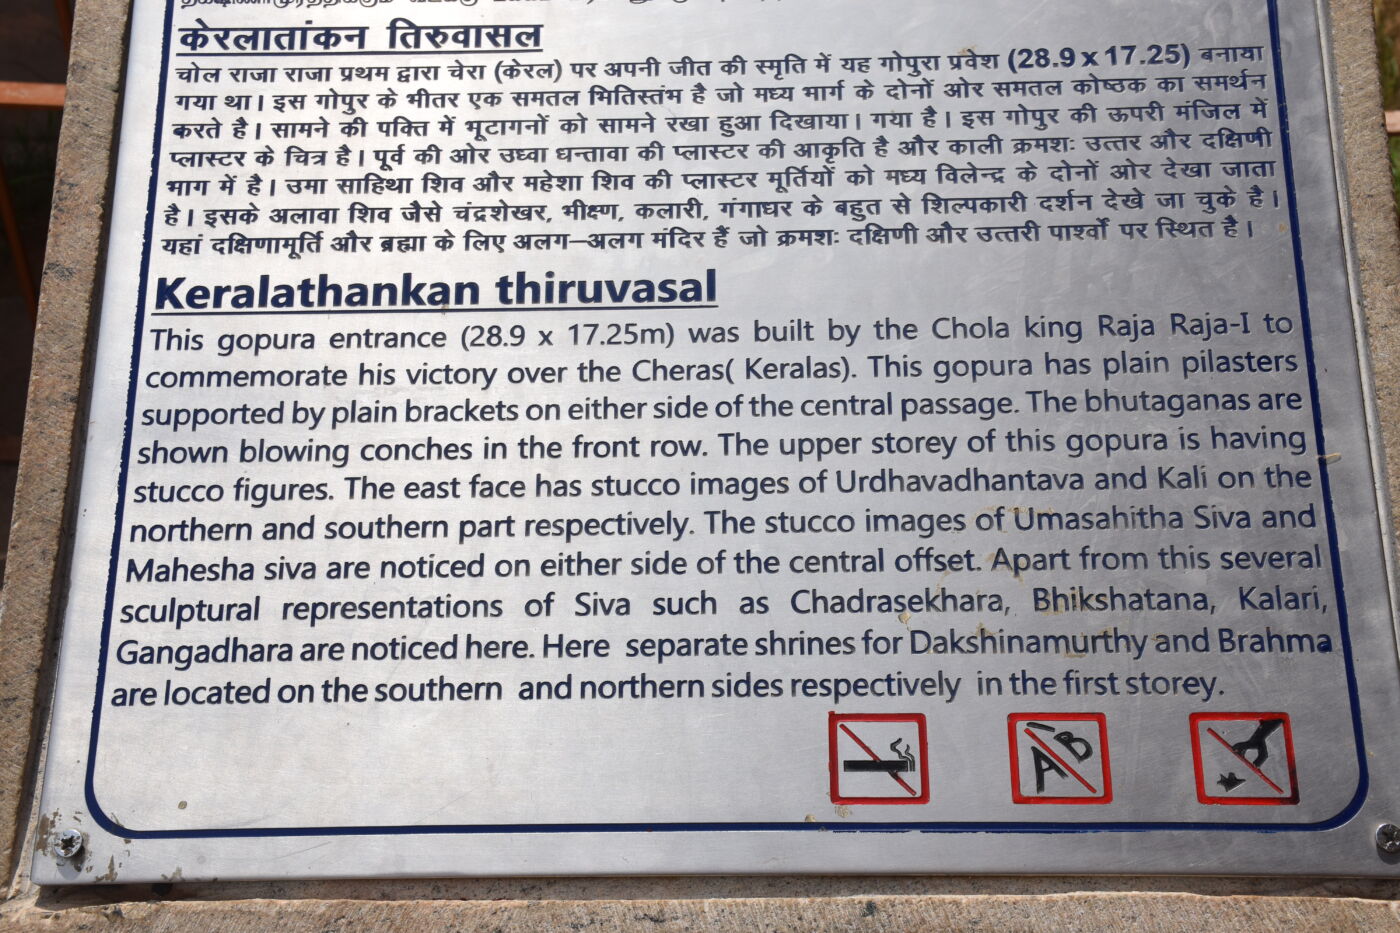 केरलातांकन तिरुवासल
चोल राजा राजा प्रथम द्वारा चेरा (केरल) पर अपनी जीत की स्मृति में यह गोपुरा प्रवेश (28.9 x 17.25) बनाया
गया था। इस गोपुर के भीतर एक समतल भितिस्तंभ है जो मध्य भार्ग के दोनों ओर समतल कोष्ठक का समर्थन
करते है। सामने की पक्ति में भूटागनों को सामने रखा हुआ दिखाया। गया है। इस गोपुर की ऊपरी मंजिल में
प्लास्टर के चित्र है। पूर्व की ओर उध्वा धन्तावा की प्लास्टर की आकृति है और काली क्रमशः उत्तर और दक्षिणी
भाग में है। उमा साहिथा शिव और महेशा शिव की प्लास्टर मूर्तियों को मध्य विलेन्द्र के दोनों ओर देखा जाता
है। इसके अलावा शिव जैसे चंद्रशेखर, भीक्ष्ण, कलारी, गंगाधर के बहुत से शिल्पकारी दर्शन देखे जा चुके है।
यहां दक्षिणामूर्ति और ब्रह्मा के लिए अलग–अलग मंदिर हैं जो क्रमशः दक्षिणी और उत्तरी पार्श्वो पर स्थित है।
Keralathankan thiruvasal
This gopura entrance (28.9 x 17.25m) was built by the Chola king Raja Raja-I to
commemorate his victory over the Cheras( Keralas). This gopura has plain pilasters
supported by plain brackets on either side of the central passage. The bhutaganas are
shown blowing conches in the front row. The upper storey of this gopura is having
stucco figures. The east face has stucco images of Urdhavadhantava and Kali on the
northern and southern part respectively. The stucco images of Umasahitha Siva and
Mahesha siva are noticed on either side of the central offset. Apart from this several
sculptural representations of Siva such as Chadrasekhara, Bhikshatana, Kalari,
Gangadhara are noticed here. Here separate shrines for Dakshinamurthy and Brahma
are located on the southern and northern sides respectively in the first storey.
A B